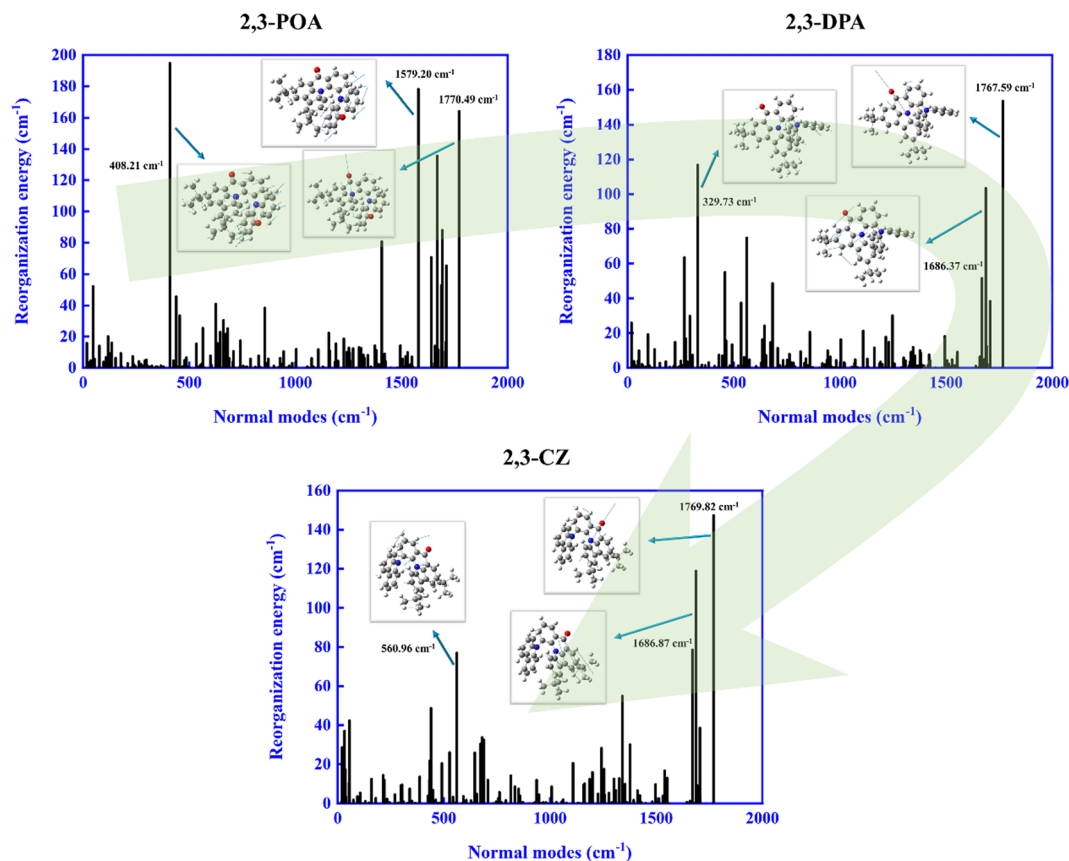 2,3-POA
Reorganization energy (cm-1)
200
180
160
140
120
100
80
60
40
20
0
408.21 cm-1
1579.20 cm-1
1770.49 cm-1
0
500
1000
1500
2000
Normal modes (cm-1)
2,3-DPA
Reorganization energy (cm-1)
180
160
140
120
100
80
60
40
20
0
329.73 cm-1
1767.59 cm-1
1686.37 cm-1
0
500
1000
1500
2000
Normal modes (cm-1)
2,3-CZ
Reorganization energy (cm-1)
160
140
120
100
80
60
40
20
0
560.96 cm-1
1769.82 cm-1
1686.87 cm-1
0
500
1000
1500
2000
Normal modes (cm-1)